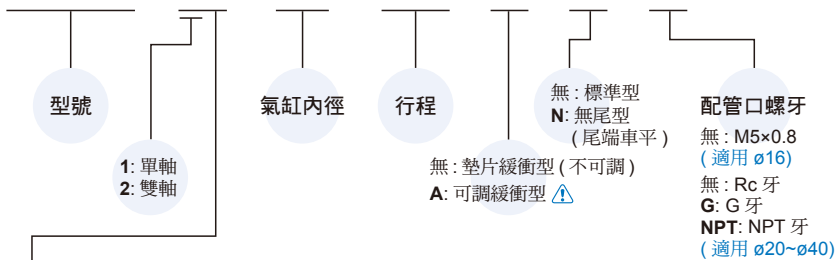 型號
1: 單軸
2: 雙軸
氣缸內徑
行程
無 : 墊片緩衝型 ( 不可調 )
A: 可調緩衝型
無 : 標準型
N: 無尾型
( 尾端車平 )
配管口螺牙
無 : M5×0.8
( 適用 ø16)
無 : Rc 牙
G: G 牙
NPT: NPT 牙
( 適用 ø20~ø40)